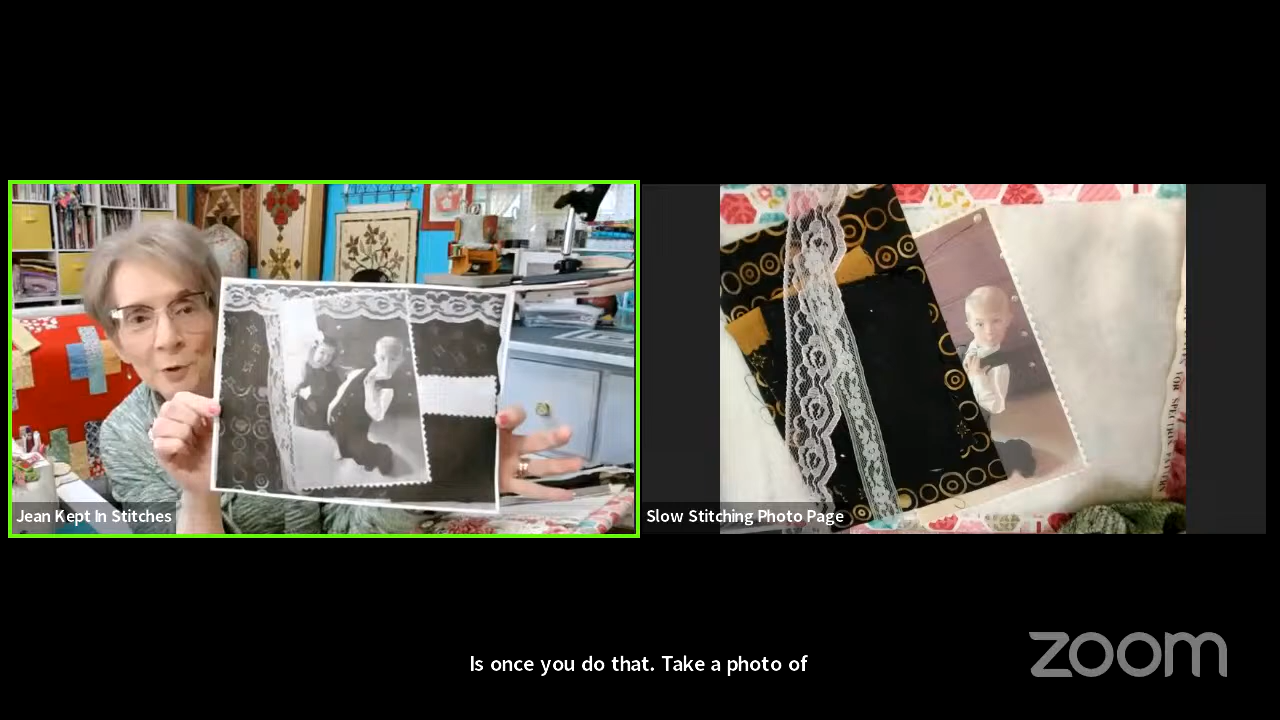 Jean Kept In Stitches
Slow Stitching Photo Page
Is once you do that. Take a photo of
zoom